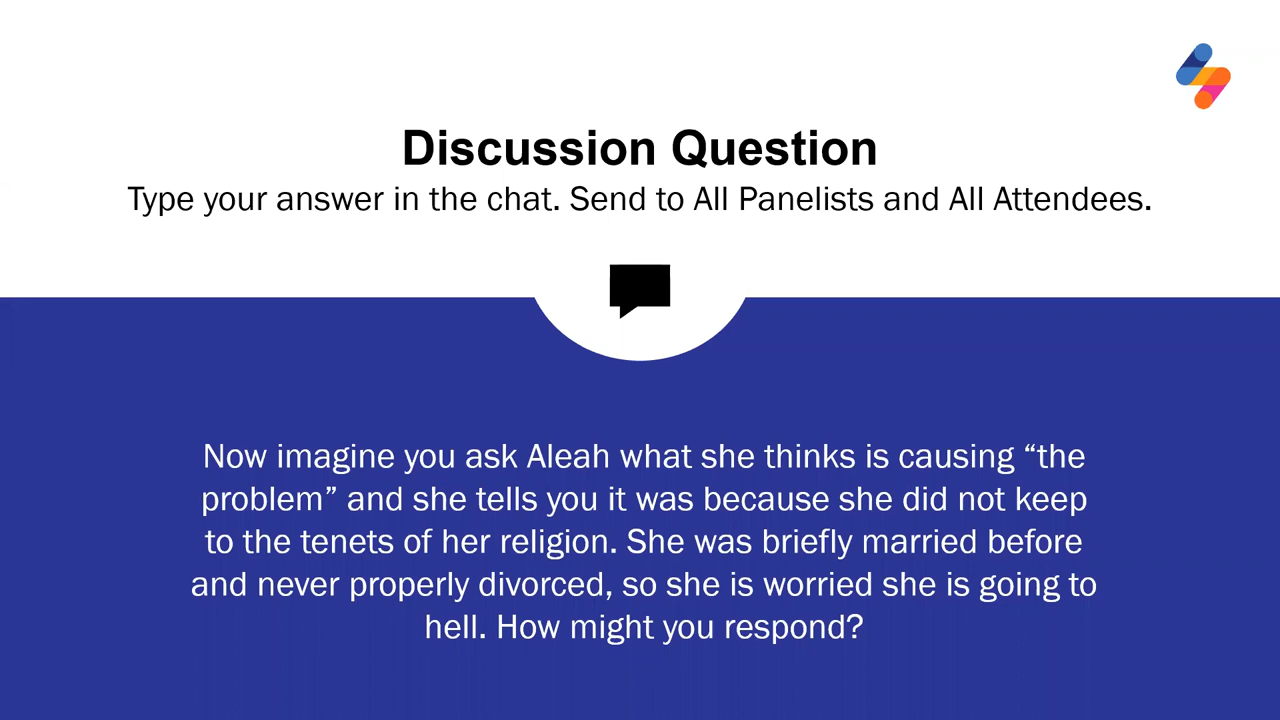 Discussion Question
Type your answer in the chat. Send to All Panelists and All Attendees.
Now imagine you ask Aleah what she thinks is causing “the
problem” and she tells you it was because she did not keep
to the tenets of her religion. She was briefly married before
and never properly divorced, so she is worried she is going to
hell. How might you respond?